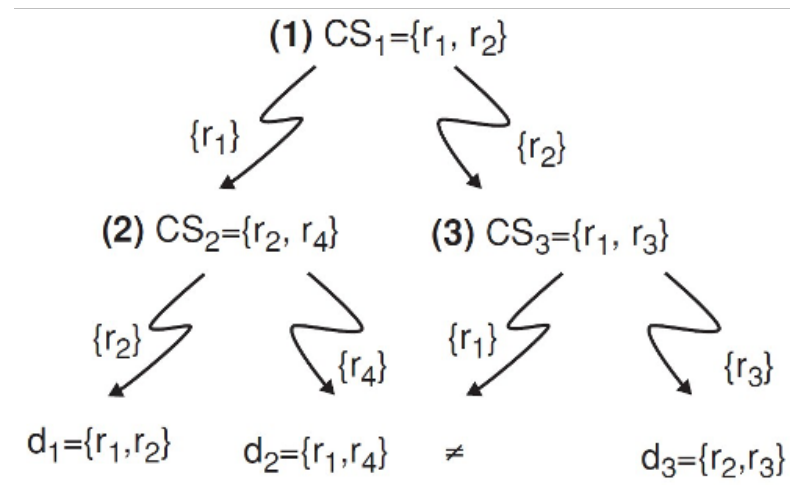 (1) CS₁={r₁, r₂}
{r₁} {r₂}
(2) CS₂={r₂, r₄} (3) CS₃={r₁, r₃}
{r₂} {r₄} {r₁} {r₃}
d₁={r₁,r₂} d₂={r₁,r₄} ≠ d₃={r₂,r₃}